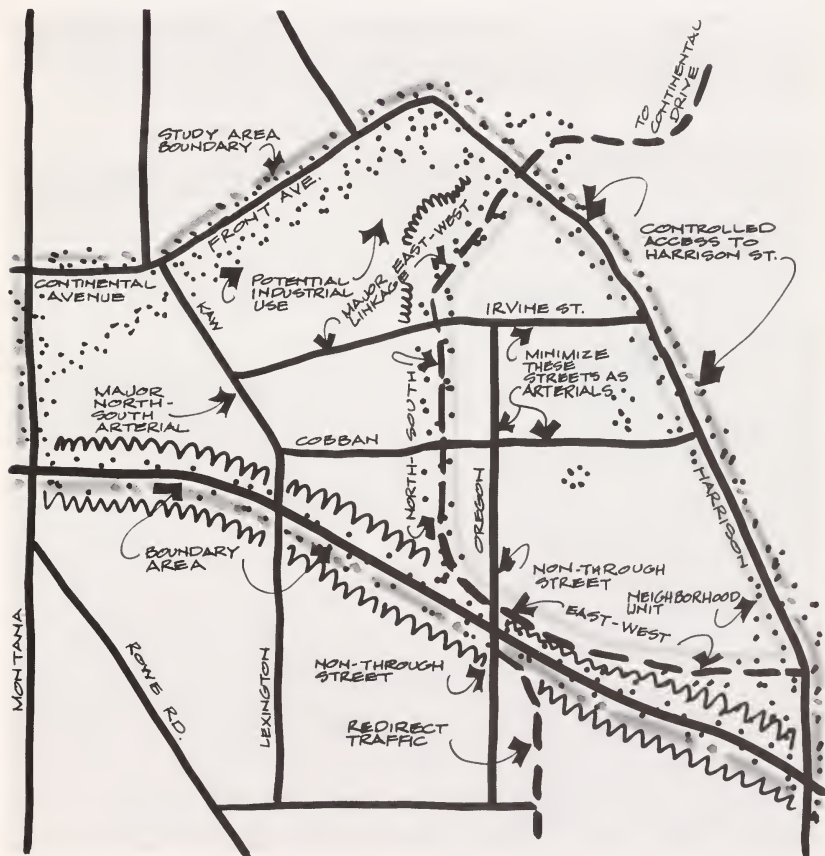 TO
CONTINENTAL
DRIVE
STUDY AREA
BOUNDARY
FRONT AVE.
CONTROLLED
ACCESS TO
HARRISON ST.
CONTINENTAL
AVENUE
KAW
POTENTIAL
INDUSTRIAL
USE
MAJOR EAST-WEST
LINKAGE
IRVINE ST.
MINIMIZE
THESE
STREETS AS
ARTERIALS
MAJOR
NORTH-
SOUTH
ARTERIAL
COBBAN
NORTH-SOUTH
OREGON
HARRISON
BOUNDARY
AREA
NON-THROUGH
STREET
NEIGHBORHOOD
UNIT
EAST-WEST
MONTANA
ROWE RD.
LEXINGTON
NON-THROUGH
STREET
REDIRECT
TRAFFIC